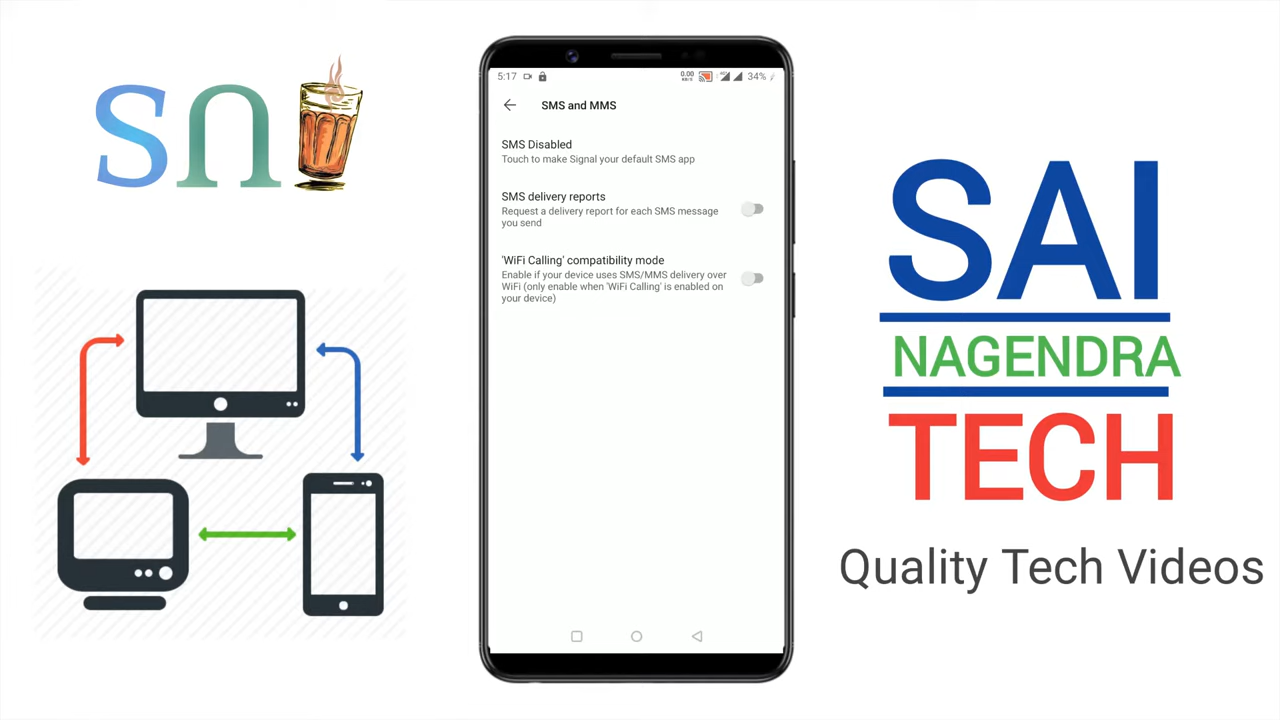 sn
5:17
0.00
KB/S
34%
SMS and MMS
SMS Disabled
Touch to make Signal your default SMS app
SMS delivery reports
Request a delivery report for each SMS message
you send
'WiFi Calling' compatibility mode
Enable if your device uses SMS/MMS delivery over
WiFi (only enable when 'WiFi Calling' is enabled on
your device)
SAI
NAGENDRA
TECH
Quality Tech Videos